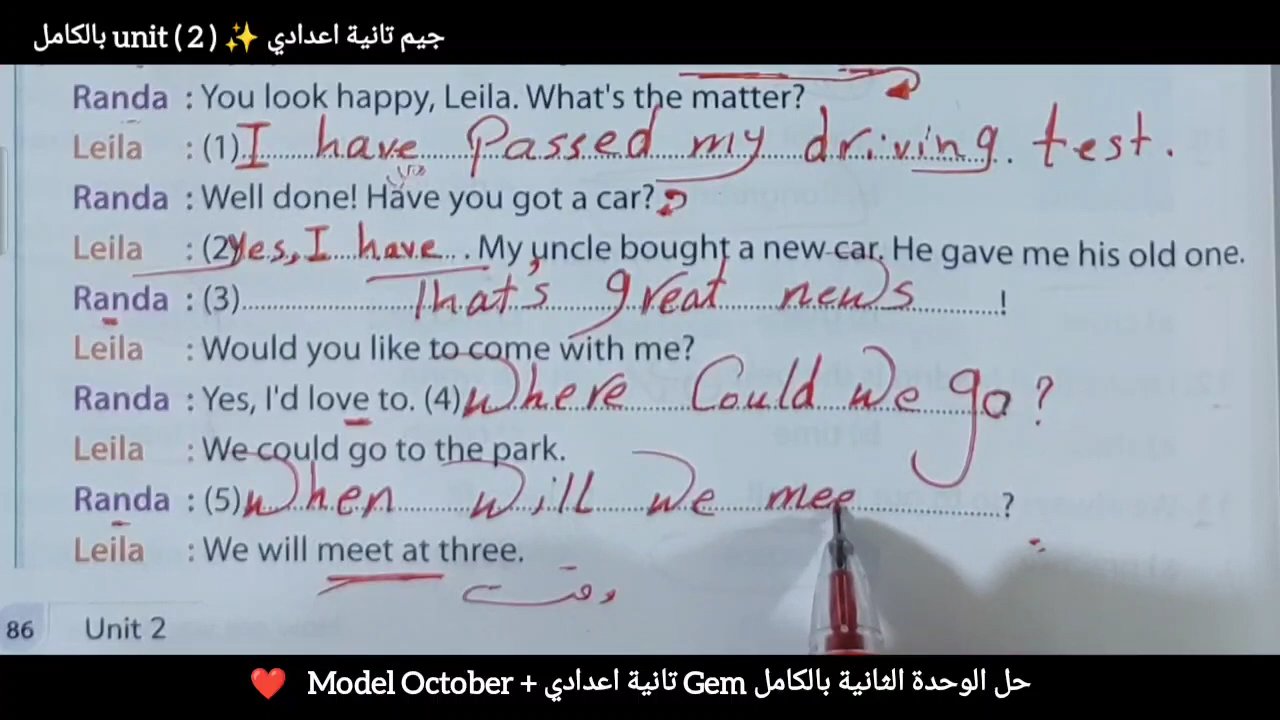 جيم تانية اعدادي ✨ unit ( 2 ) بالكامل
Randa : You look happy, Leila. What's the matter?
Leila : (1) I have Passed my driving test.
Randa : Well done! Have you got a car?
Leila : (2) Yes, I have. My uncle bought a new car. He gave me his old one.
Randa : (3) That's great news !
Leila : Would you like to come with me?
Randa : Yes, I'd love to. (4) Where Could we go ?
Leila : We could go to the park.
Randa : (5) When will we mee ?
Leila : We will meet at three.
وقت
86 Unit 2
حل الوحدة الثانية بالكامل Gem تانية اعدادي + Model October ❤️